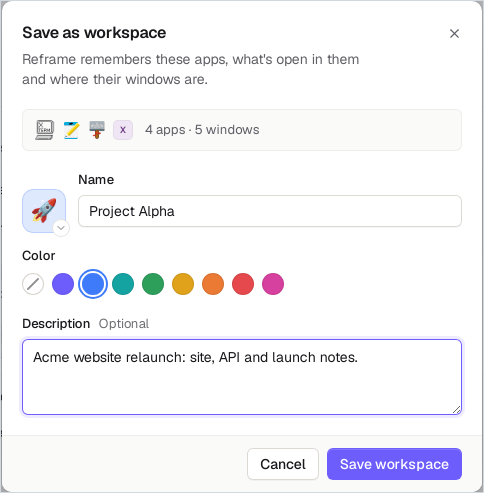 Save as workspace
Reframe remembers these apps, what's open in them
and where their windows are.
TERM
X
4 apps · 5 windows
Name
Project Alpha
Color
Description Optional
Acme website relaunch: site, API and launch notes.
Cancel Save workspace